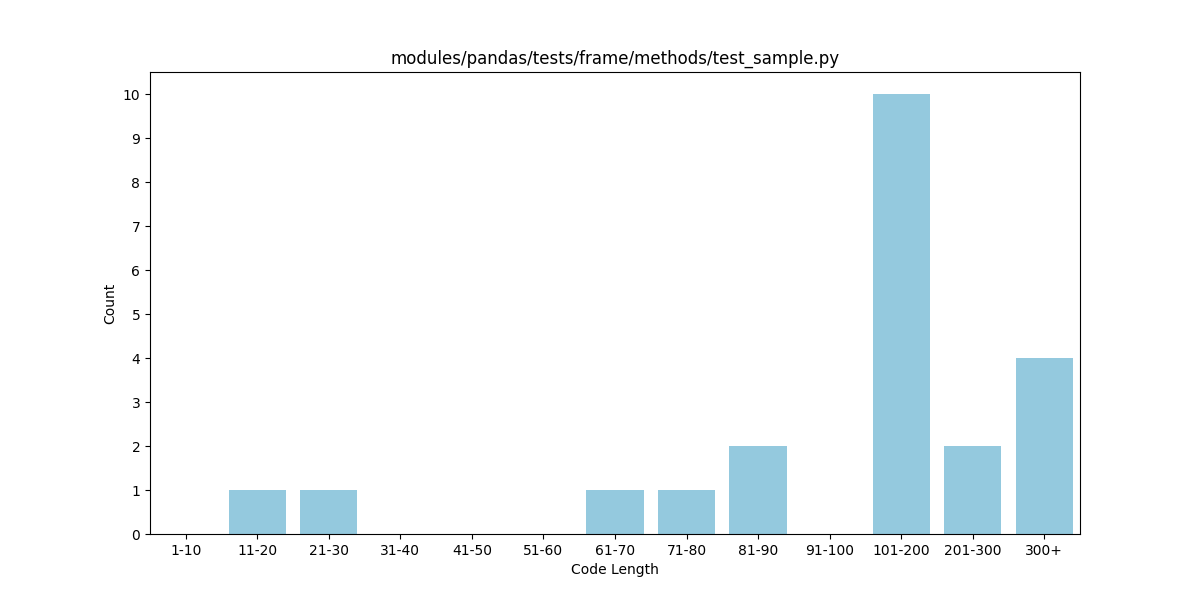 modules/pandas/tests/frame/methods/test_sample.py
10
9
8
7
6
5
4
3
2
1
0
Count
1-10 11-20 21-30 31-40 41-50 51-60 61-70 71-80 81-90 91-100 101-200 201-300 300+
Code Length